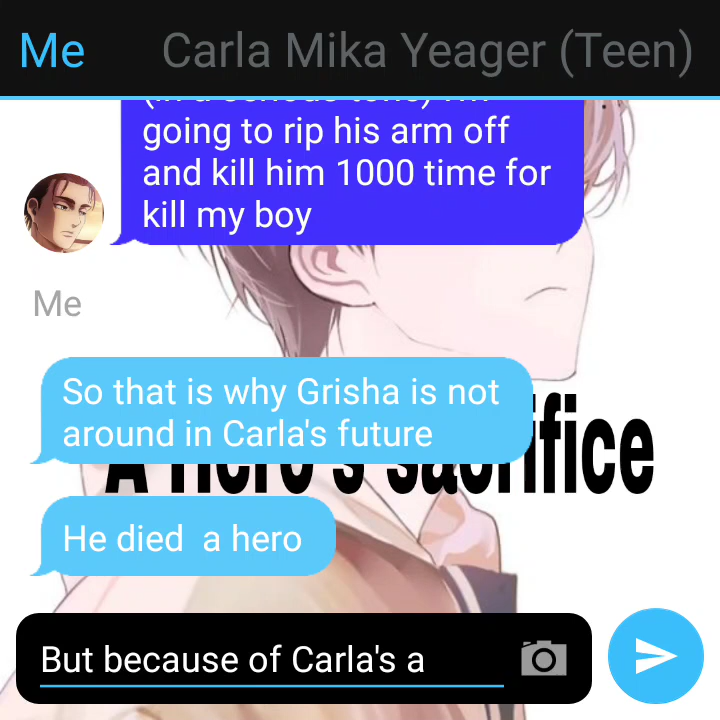 Me Carla Mika Yeager (Teen)
going to rip his arm off
and kill him 1000 time for
kill my boy
Me
So that is why Grisha is not
around in Carla's future
A Hero's sacrifice
He died  a hero
But because of Carla's a